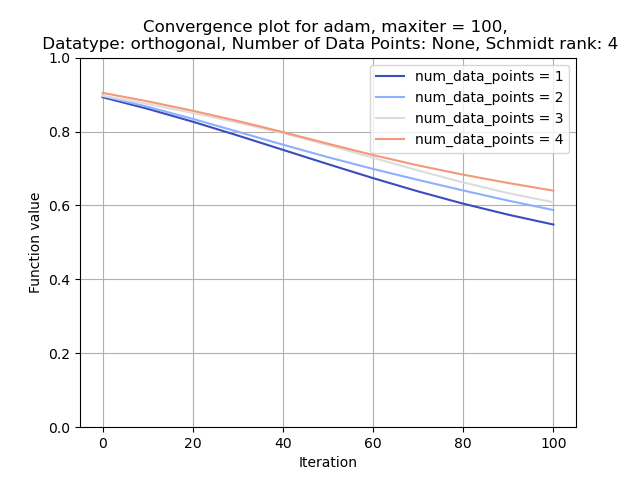 Convergence plot for adam, maxiter = 100,
Datatype: orthogonal, Number of Data Points: None, Schmidt rank: 4
num_data_points = 1
num_data_points = 2
num_data_points = 3
num_data_points = 4
Function value
1.0
0.8
0.6
0.4
0.2
0.0
0 20 40 60 80 100
Iteration